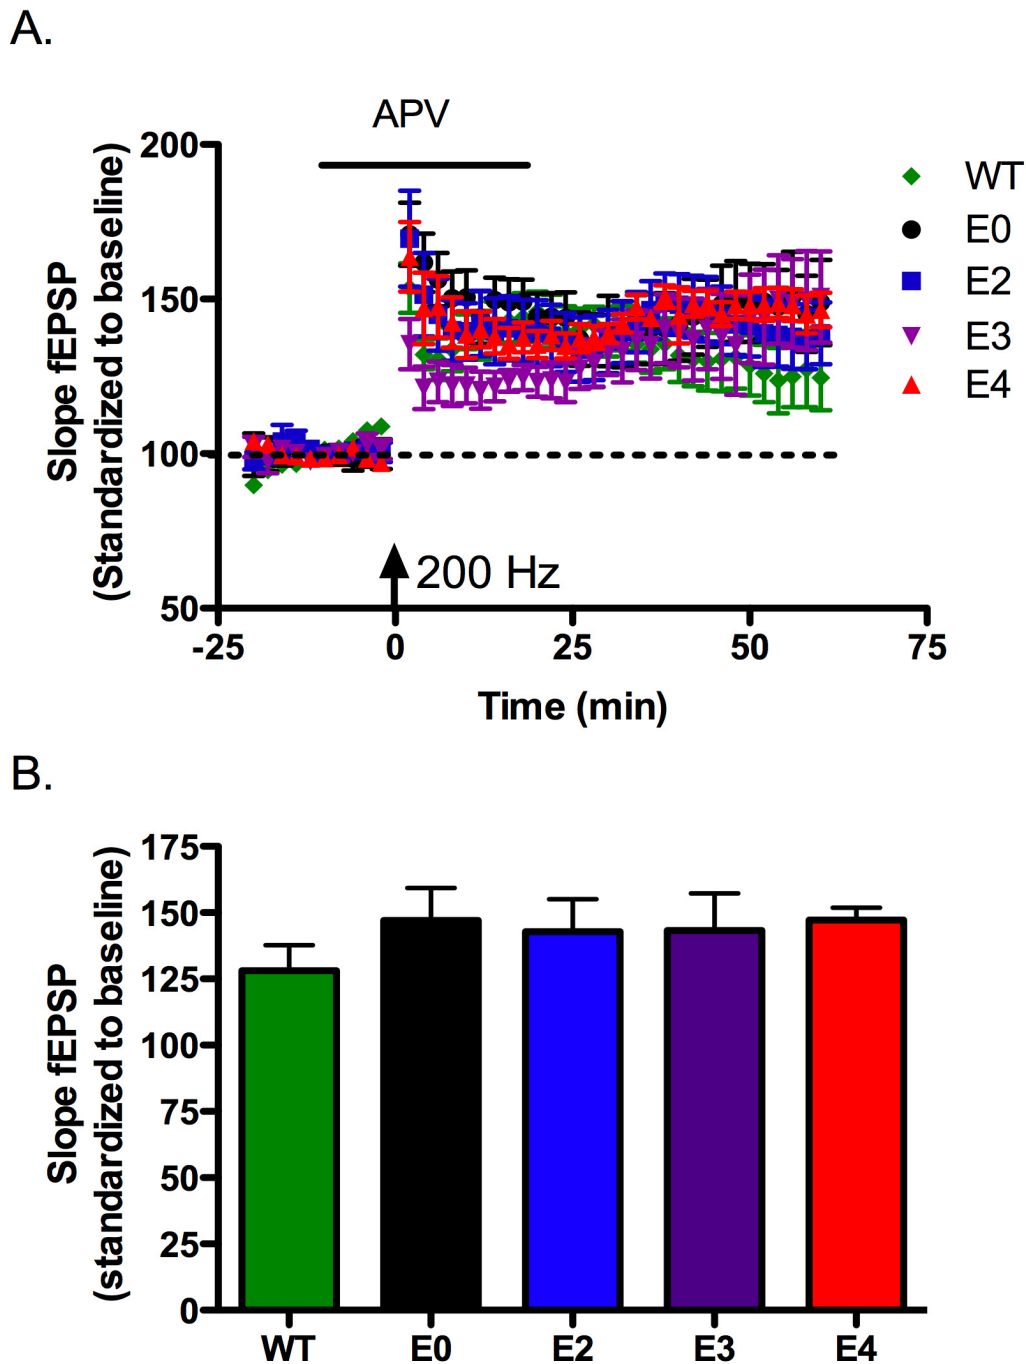 A.
APV
200
150
100
50
Slope fEPSP
(Standardized to baseline)
WT
E0
E2
E3
E4
200 Hz
-25 0 25 50 75
Time (min)
B.
175
150
125
100
75
50
25
0
Slope fEPSP
(standardized to baseline)
WT E0 E2 E3 E4